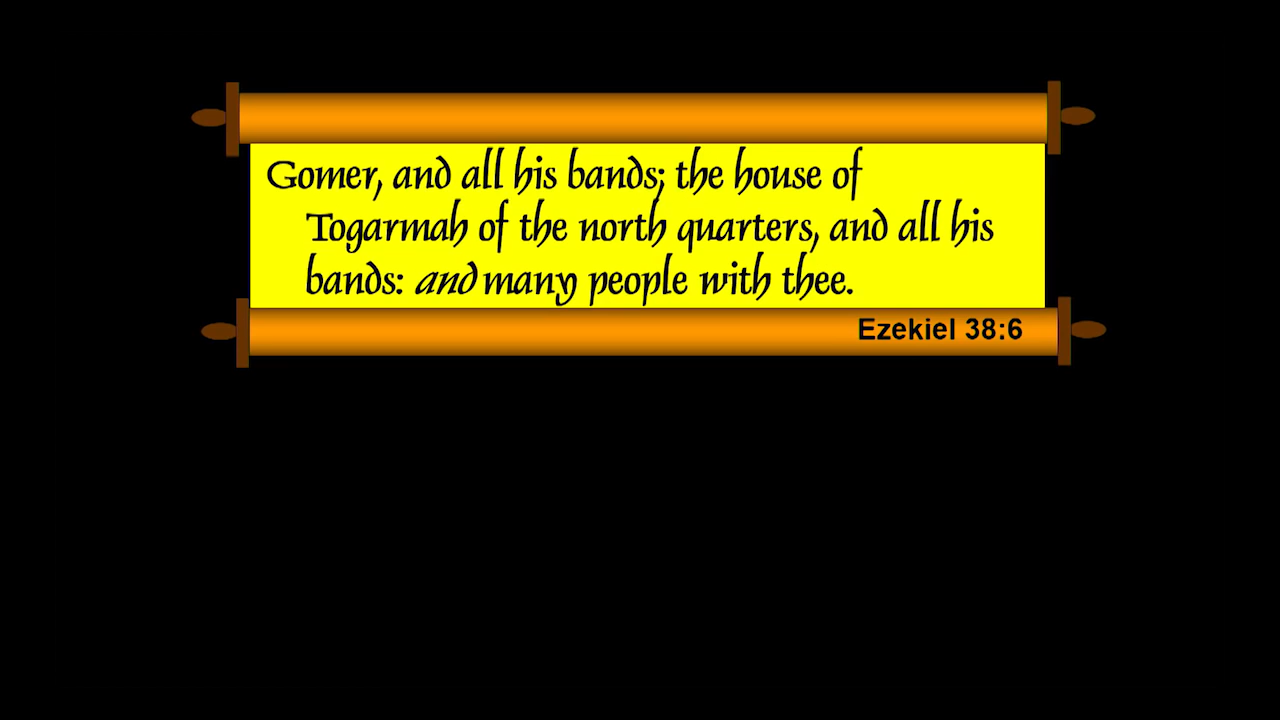 Gomer, and all his bands; the house of
Togarmah of the north quarters, and all his
bands: and many people with thee.
Ezekiel 38:6